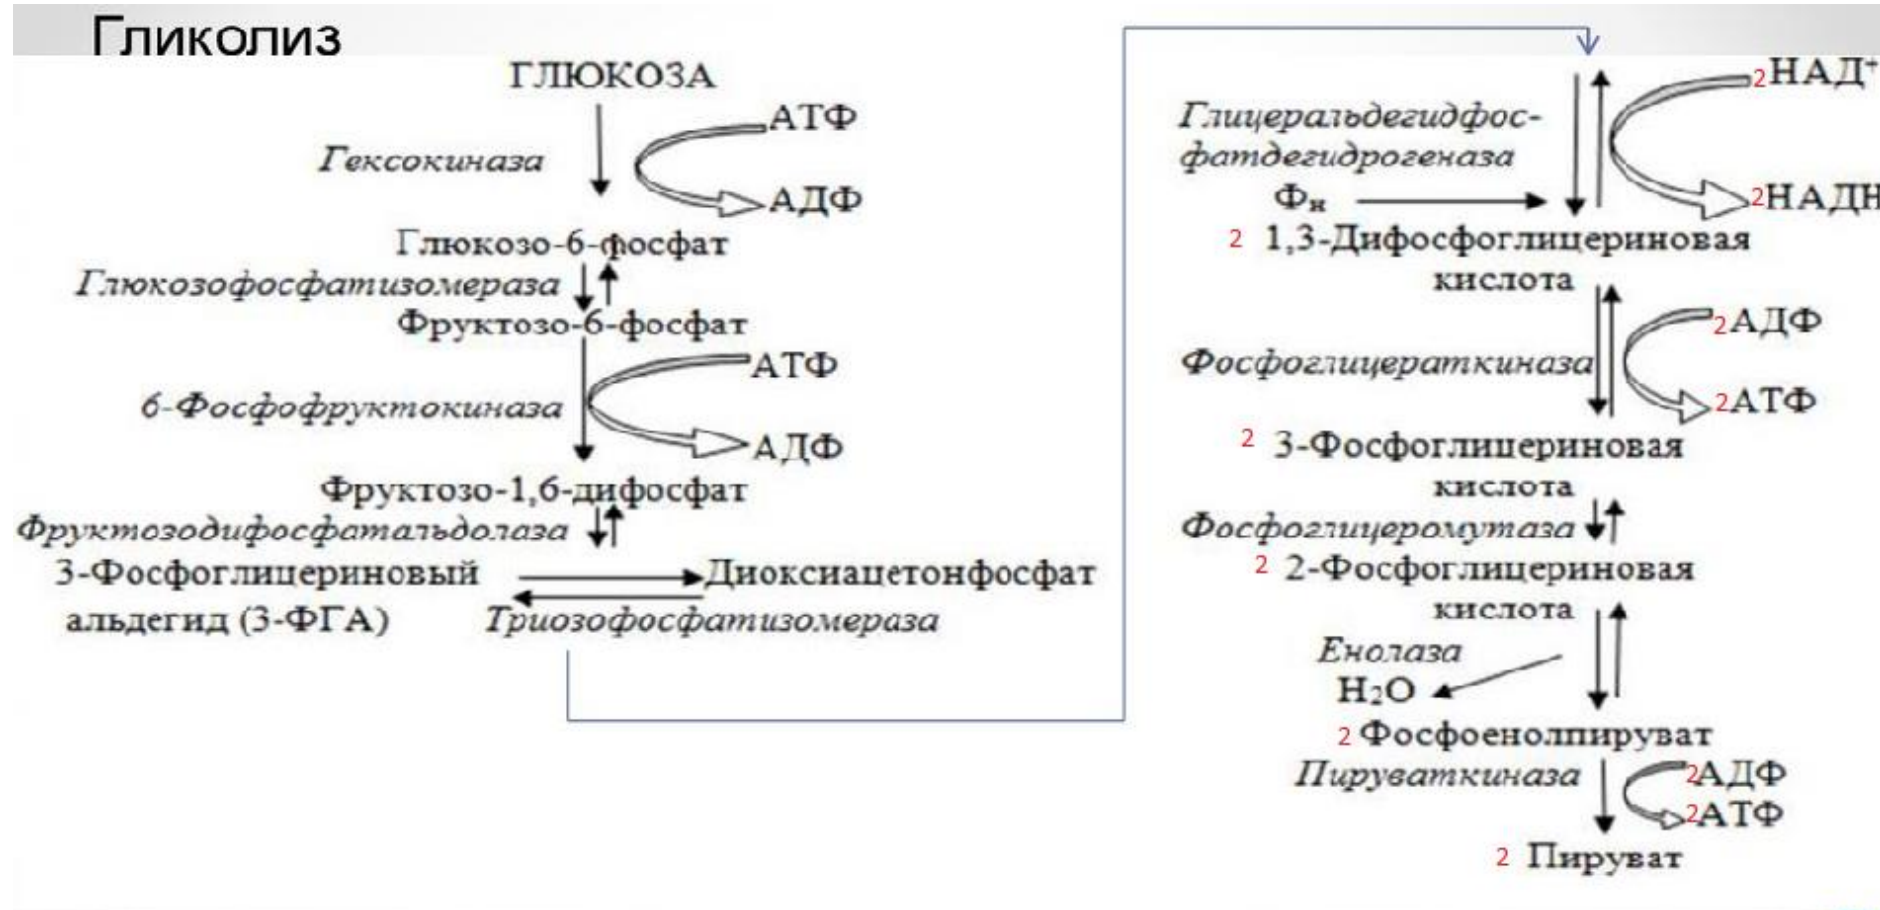 Гликолиз
ГЛЮКОЗА
АТФ
Гексокиназа
АДФ
Глюкозо-6-фосфат
Глюкозофосфатизомераза
Фруктозо-6-фосфат
АТФ
6-Фосфофруктокиназа
АДФ
Фруктозо-1,6-дифосфат
Фруктозодифосфатальдолаза
3-Фосфоглицериновый
альдегид (3-ФГА)
Диоксиацетонфосфат
Триозофосфатизомераза
2НАД⁺
Глицеральдегидфос-
фатдегидрогеназа
Фн
2НАДН
2 1,3-Дифосфоглицериновая
кислота
2АДФ
Фосфоглицераткиназа
2АТФ
2 3-Фосфоглицериновая
кислота
Фосфоглицеромутаза
2 2-Фосфоглицериновая
кислота
Енолаза
H₂O
2 Фосфоенолпируват
Пируваткиназа
2АДФ
2АТФ
2 Пируват